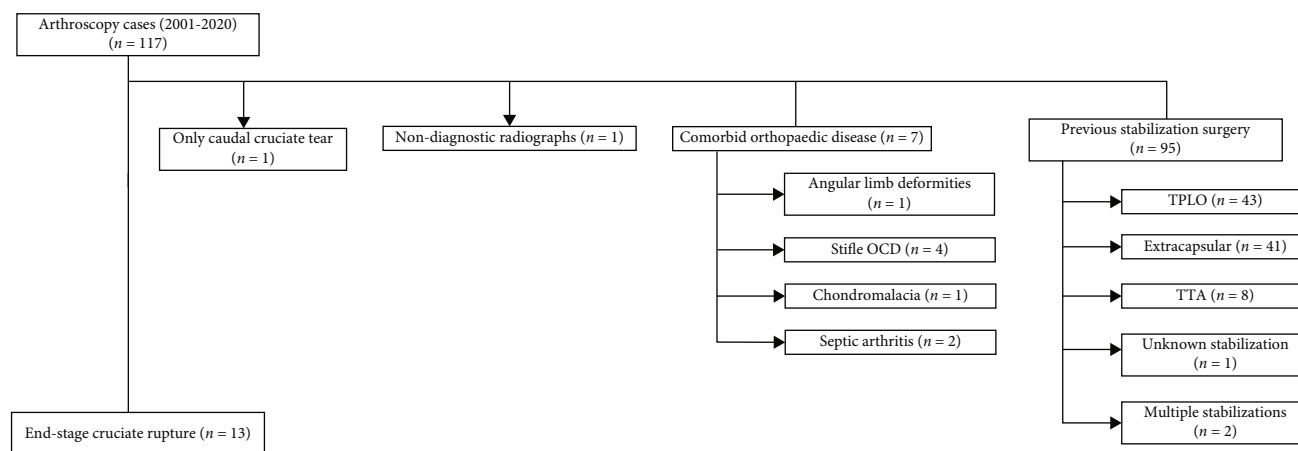 Arthroscopy cases (2001-2020)
(n = 117)
Only caudal cruciate tear
(n = 1)
Non-diagnostic radiographs (n = 1)
Comorbid orthopaedic disease (n = 7)
Angular limb deformities
(n = 1)
Stifle OCD (n = 4)
Chondromalacia (n = 1)
Septic arthritis (n = 2)
Previous stabilization surgery
(n = 95)
TPLO (n = 43)
Extracapsular (n = 41)
TTA (n = 8)
Unknown stabilization
(n = 1)
Multiple stabilizations
(n = 2)
End-stage cruciate rupture (n = 13)